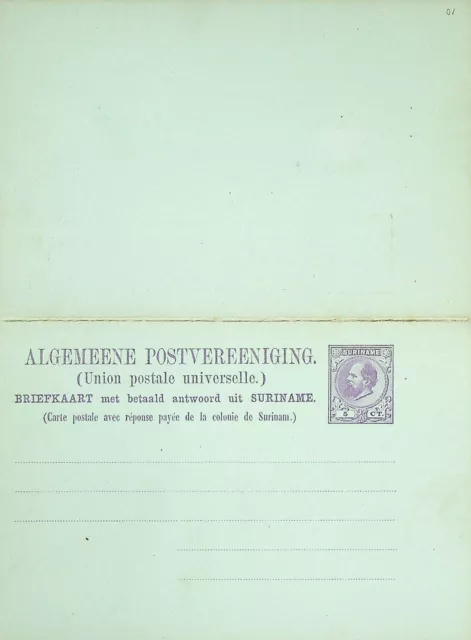 01
ALGEMEENE POSTVEREENIGING.
(Union postale universelle.)
BRIEFKAART met betaald antwoord uit SURINAME.
(Carte postale avec réponse payée de la colonie de Surinam.)
SURINAME
5 CT.